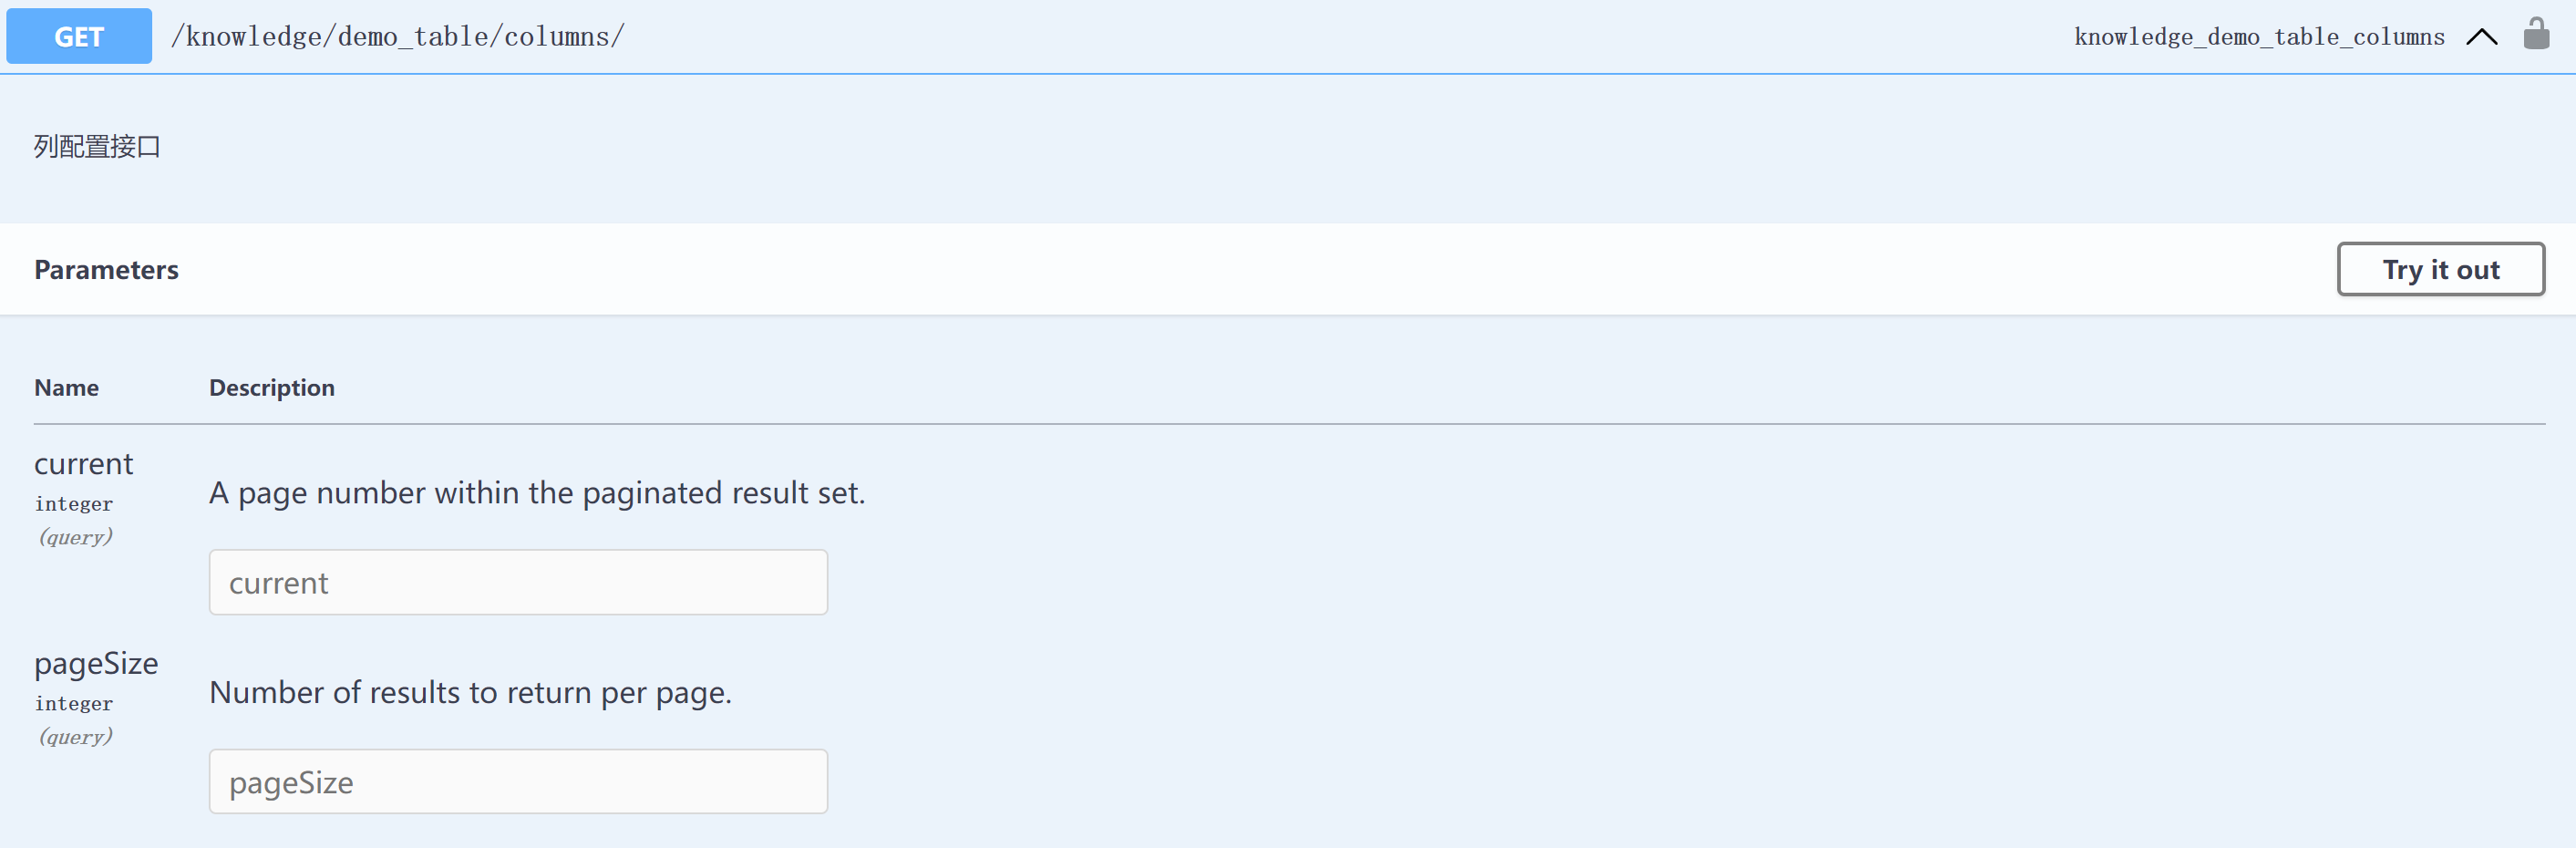 GET /knowledge/demo_table/columns/ knowledge_demo_table_columns
列配置接口
Parameters Try it out
Name Description
current
integer
(query)
A page number within the paginated result set.
current
pageSize
integer
(query)
Number of results to return per page.
pageSize